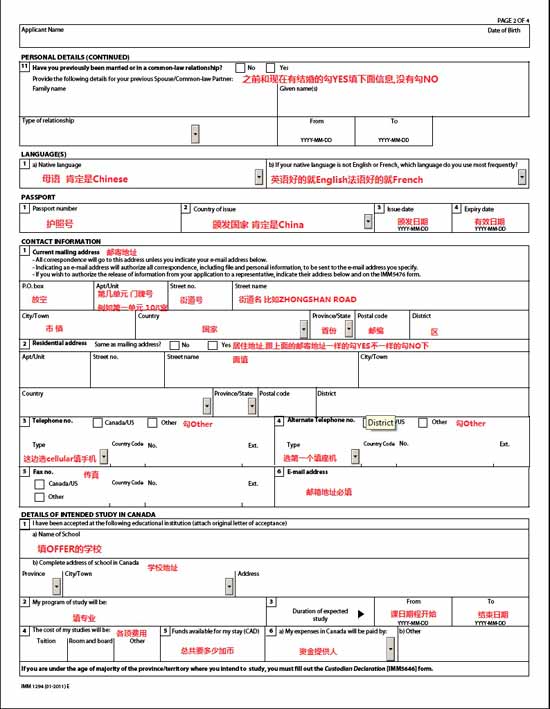 PAGE 2 OF 4
Applicant Name
Date of Birth
PERSONAL DETAILS (CONTINUED)
11 Have you previously been married or in a common-law relationship? No Yes
Provide the following details for your previous Spouse/Common-law Partner: 之前和现在有结婚的勾YES填下面信息,没有勾NO
Family name Given name(s)
Type of relationship From To
YYYY-MM-DD YYYY-MM-DD
LANGUAGE(S)
1 a) Native language b) If your native language is not English or French, which language do you use most frequently?
母语 肯定是Chinese 英语好的就English法语好的就French
PASSPORT
1 Passport number 2 Country of issue 3 Issue date 4 Expiry date
护照号 颁发国家 肯定是China 颁发日期 有效日期
YYYY-MM-DD YYYY-MM-DD
CONTACT INFORMATION
1 Current mailing address 邮寄地址
- All correspondence will go to this address unless you indicate your e-mail address below.
- Indicating an e-mail address will authorize all correspondence, including file and personal information, to be sent to the e-mail address you specify.
- If you wish to authorize the release of information from your application to a representative, indicate their address below and on the IMM5476 form.
P.O. box Apt/Unit Street no. Street name
放空 第几单元 门牌号 街道号 街道名 比如ZHONGSHAN ROAD
例如第一单元 108室
City/Town Country Province/State Postal code District
市 镇 国家 省份 邮编 区
2 Residential address Same as mailing address? No Yes 居住地址,跟上面的邮寄地址一样的勾YES不一样的勾NO下
面填
Apt/Unit Street no. Street name City/Town
Country Province/State Postal code District
3 Telephone no. Canada/US Other 勾Other 4 Alternate Telephone no. District Other 勾Other
Type Country Code No. Ext. Type Country Code No. Ext.
这边选cellular填手机 选第一个填座机
5 Fax no. 传真 6 E-mail address
Canada/US Country Code No. Ext.
Other
邮箱地址必填
DETAILS OF INTENDED STUDY IN CANADA
1 I have been accepted at the following educational institution (attach original letter of acceptance)
a) Name of School
填OFFER的学校
b) Complete address of school in Canada 学校地址
Province City/Town Address
2 My program of study will be: 3 Duration of expected study From To
填专业 课日期程开始 结束日期
YYYY-MM-DD YYYY-MM-DD
4 The cost of my studies will be: 各项费用 5 Funds available for my stay (CAD) 6 a) My expenses in Canada will be paid by: b) Other
Tuition Room and board Other
总共要多少加币 资金提供人
If you are under the age of majority of the province/territory where you intend to study, you must fill out the Custodian Declaration [IMM5646] form.
IMM 1294 (01-2011) E